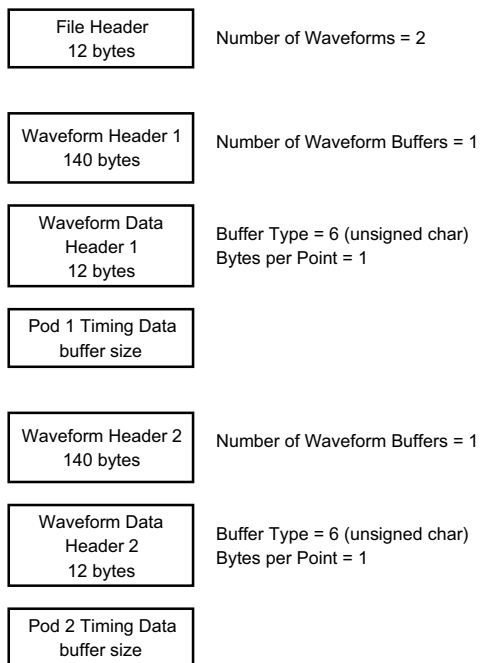 File Header
12 bytes
Number of Waveforms = 2
Waveform Header 1
140 bytes
Number of Waveform Buffers = 1
Waveform Data
Header 1
12 bytes
Buffer Type = 6 (unsigned char)
Bytes per Point = 1
Pod 1 Timing Data
buffer size
Waveform Header 2
140 bytes
Number of Waveform Buffers = 1
Waveform Data
Header 2
12 bytes
Buffer Type = 6 (unsigned char)
Bytes per Point = 1
Pod 2 Timing Data
buffer size